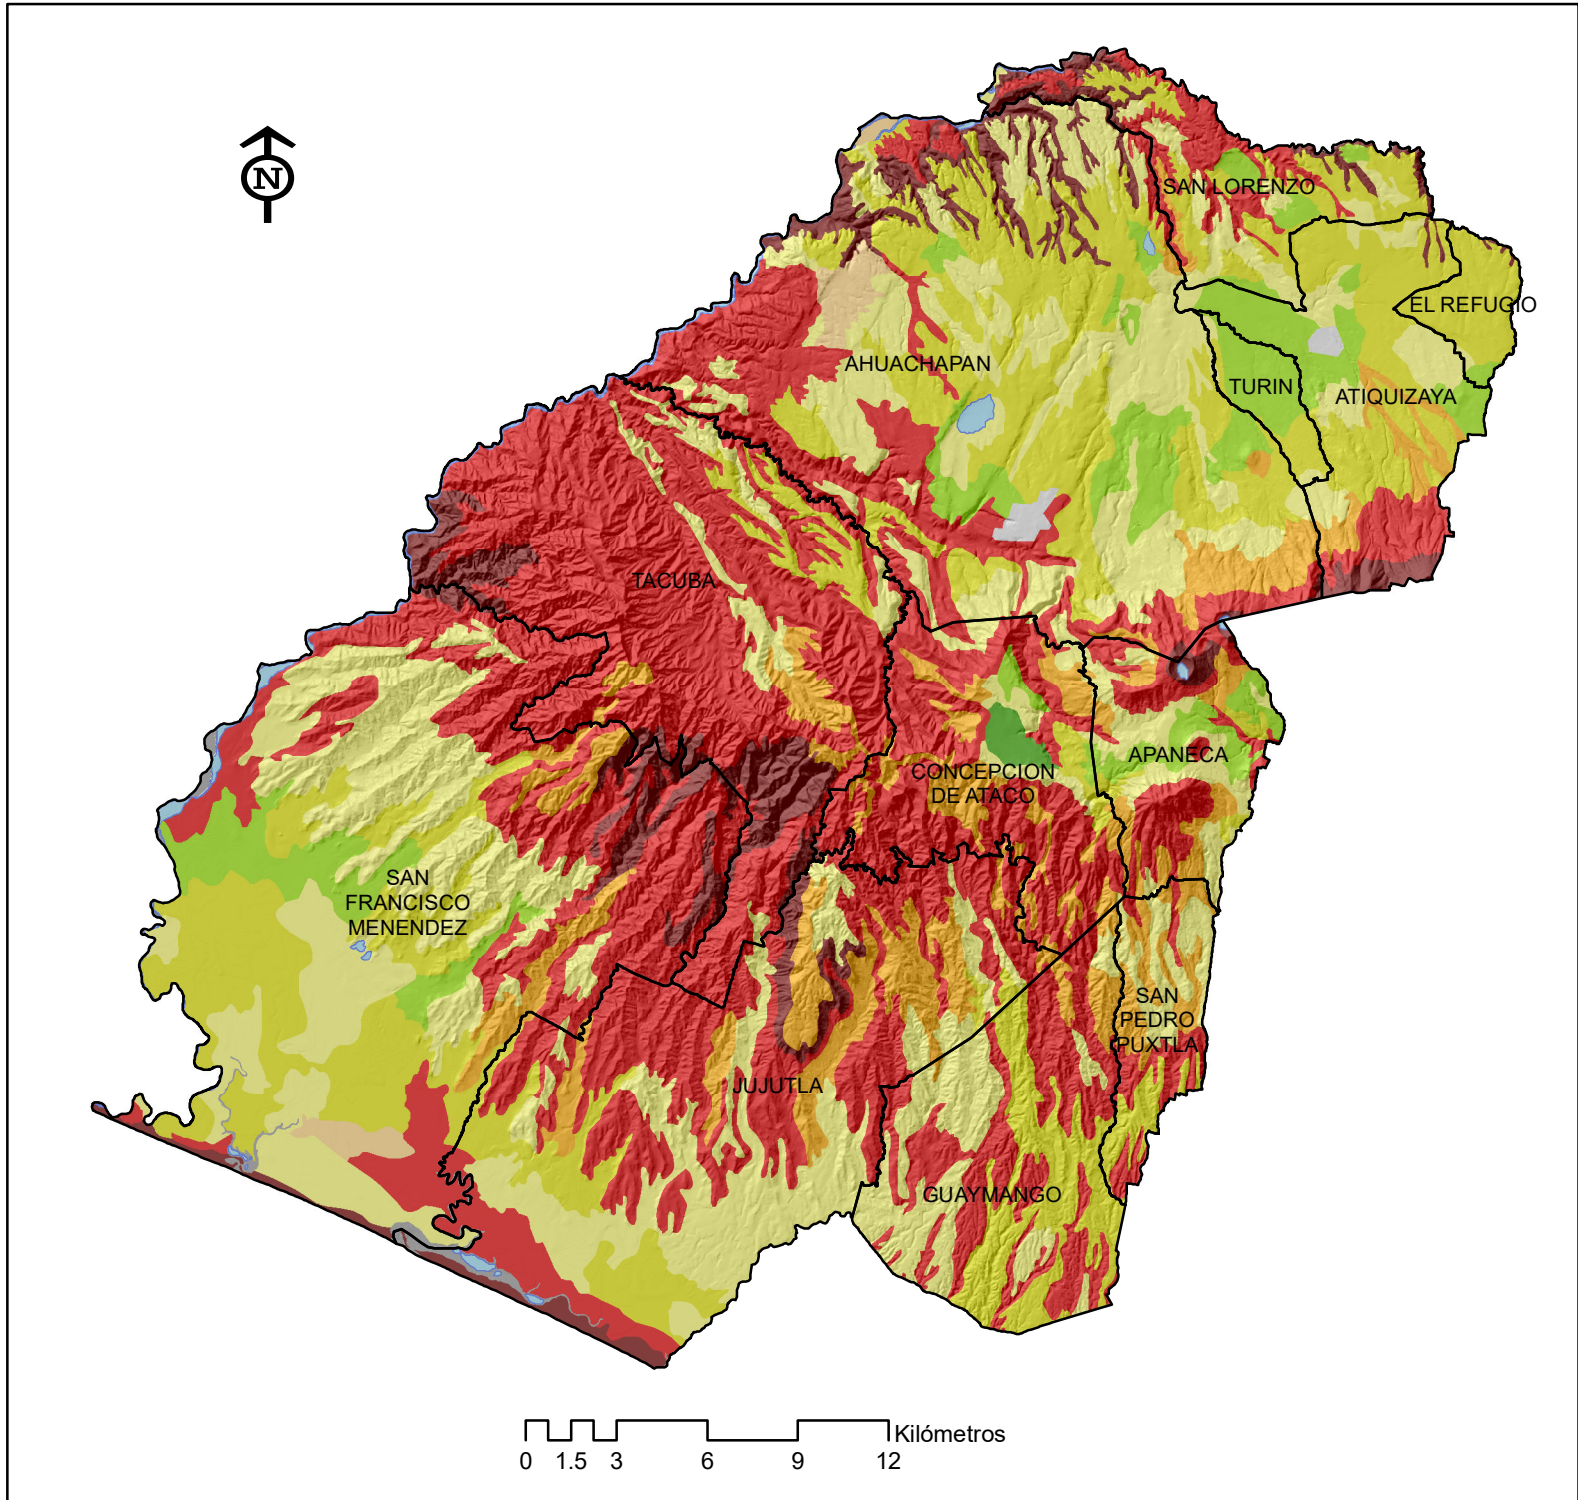 N
SAN LORENZO
EL REFUGIO
AHUACHAPAN
TURIN
ATIQUIZAYA
TACUBA
APANECA
CONCEPCION
DE ATACO
SAN
FRANCISCO
MENENDEZ
SAN
PEDRO
PUXTLA
JUJUTLA
GUAYMANGO
Kilómetros
0 1.5 3 6 9 12